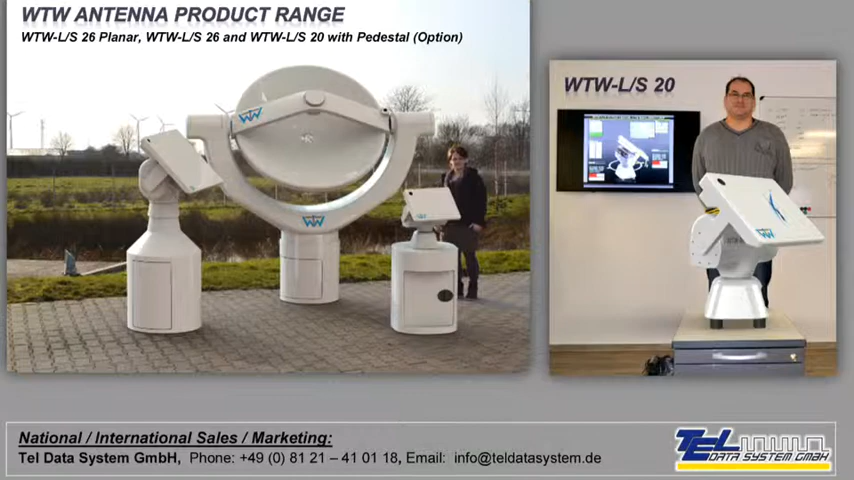 WTW ANTENNA PRODUCT RANGE
WTW-L/S 26 Planar, WTW-L/S 26 and WTW-L/S 20 with Pedestal (Option)
WTW-L/S 20
WTW
WTW
National / International Sales / Marketing:
Tel Data System GmbH, Phone: +49 (0) 81 21 – 41 01 18, Email: info@teldatasystem.de
TEL
DATA SYSTEM GMBH